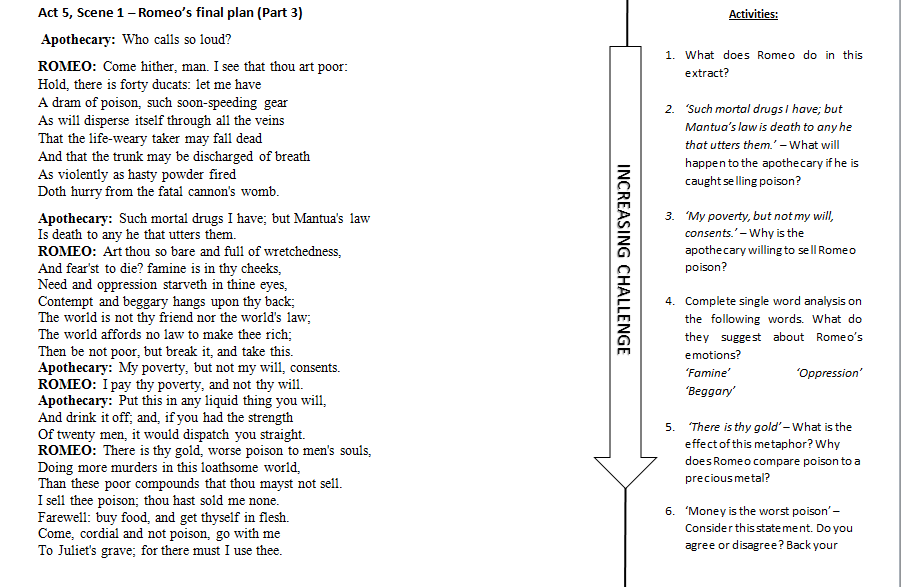 Act 5, Scene 1 – Romeo's final plan (Part 3)
Apothecary: Who calls so loud?
ROMEO: Come hither, man. I see that thou art poor:
Hold, there is forty ducats: let me have
A dram of poison, such soon-speeding gear
As will disperse itself through all the veins
That the life-weary taker may fall dead
And that the trunk may be discharged of breath
As violently as hasty powder fired
Doth hurry from the fatal cannon's womb.
Apothecary: Such mortal drugs I have; but Mantua's law
Is death to any he that utters them.
ROMEO: Art thou so bare and full of wretchedness,
And fear'st to die? famine is in thy cheeks,
Need and oppression starveth in thine eyes,
Contempt and beggary hangs upon thy back;
The world is not thy friend nor the world's law;
The world affords no law to make thee rich;
Then be not poor, but break it, and take this.
Apothecary: My poverty, but not my will, consents.
ROMEO: I pay thy poverty, and not thy will.
Apothecary: Put this in any liquid thing you will,
And drink it off; and, if you had the strength
Of twenty men, it would dispatch you straight.
ROMEO: There is thy gold, worse poison to men's souls,
Doing more murders in this loathsome world,
Than these poor compounds that thou mayst not sell.
I sell thee poison; thou hast sold me none.
Farewell: buy food, and get thyself in flesh.
Come, cordial and not poison, go with me
To Juliet's grave; for there must I use thee.
INCREASING CHALLENGE
Activities:
1. What does Romeo do in this
extract?
2. 'Such mortal drugs I have; but
Mantua's law is death to any he
that utters them.' – What will
happen to the apothecary if he is
caught selling poison?
3. 'My poverty, but not my will,
consents.' – Why is the
apothecary willing to sell Romeo
poison?
4. Complete single word analysis on
the following words. What do
they suggest about Romeo's
emotions?
'Famine' 'Oppression'
'Beggary'
5. 'There is thy gold' – What is the
effect of this metaphor? Why
does Romeo compare poison to a
precious metal?
6. 'Money is the worst poison' –
Consider this statement. Do you
agree or disagree? Back your